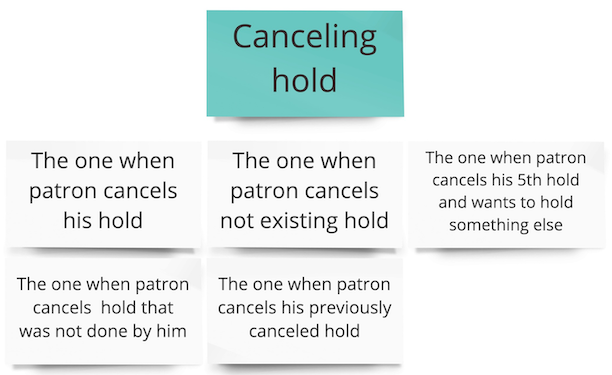 Canceling
hold
The one when
patron cancels
his hold
The one when
patron cancels
not existing hold
The one when patron
cancels his 5th hold
and wants to hold
something else
The one when patron
cancels  hold that
was not done by him
The one when patron
cancels his previously
canceled hold